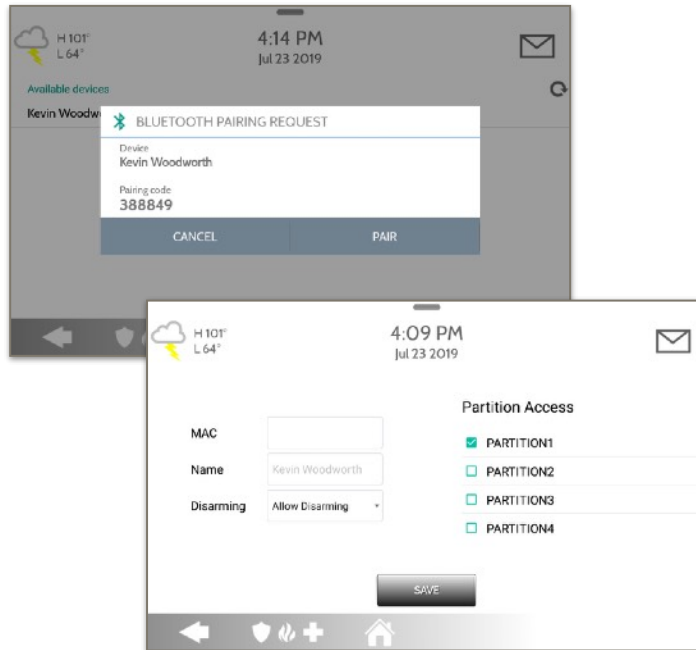 H 101°
L 64°
4:14 PM
Jul 23 2019
Available devices
Kevin Woodw
BLUETOOTH PAIRING REQUEST
Device
Kevin Woodworth
Pairing code
388849
CANCEL PAIR
H 101°
L 64°
4:09 PM
Jul 23 2019
Partition Access
MAC
Name Kevin Woodworth
Disarming Allow Disarming
PARTITION1
PARTITION2
PARTITION3
PARTITION4
SAVE